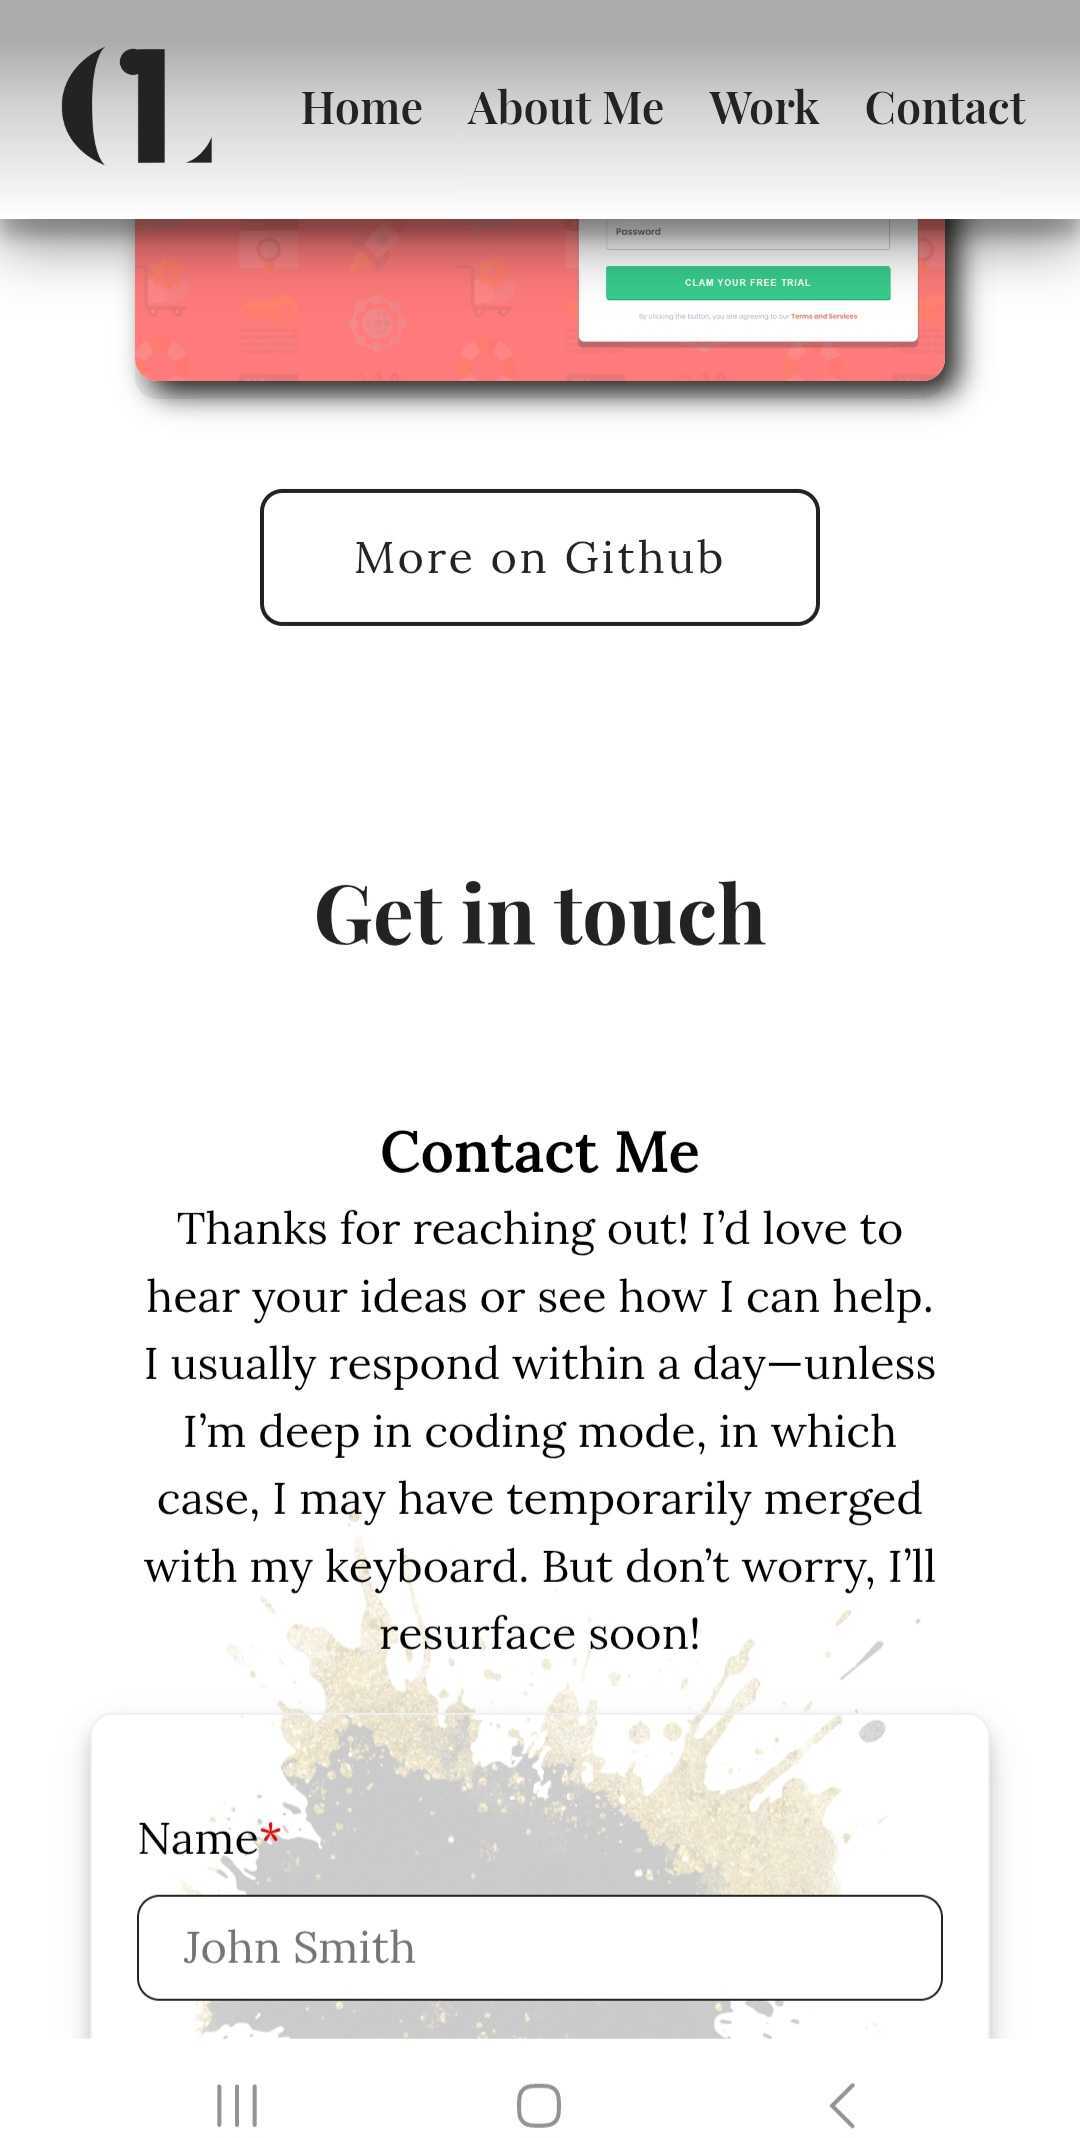 CL
Home About Me Work Contact
Password
CLAM YOUR FREE TRIAL
By clicking the button, you are agreeing to our Terms and Services
More on Github
Get in touch
Contact Me
Thanks for reaching out! I’d love to
hear your ideas or see how I can help.
I usually respond within a day—unless
I’m deep in coding mode, in which
case, I may have temporarily merged
with my keyboard. But don’t worry, I’ll
resurface soon!
Name*
John Smith